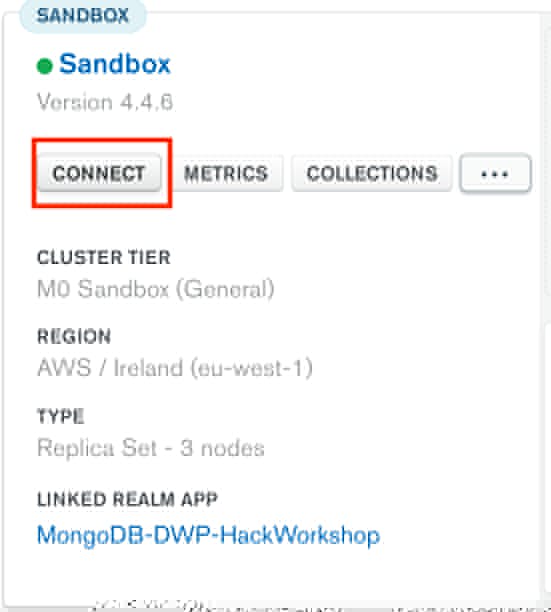 SANDBOX
Sandbox
Version 4.4.6
CONNECT METRICS COLLECTIONS ...
CLUSTER TIER
M0 Sandbox (General)
REGION
AWS / Ireland (eu-west-1)
TYPE
Replica Set - 3 nodes
LINKED REALM APP
MongoDB-DWP-HackWorkshop